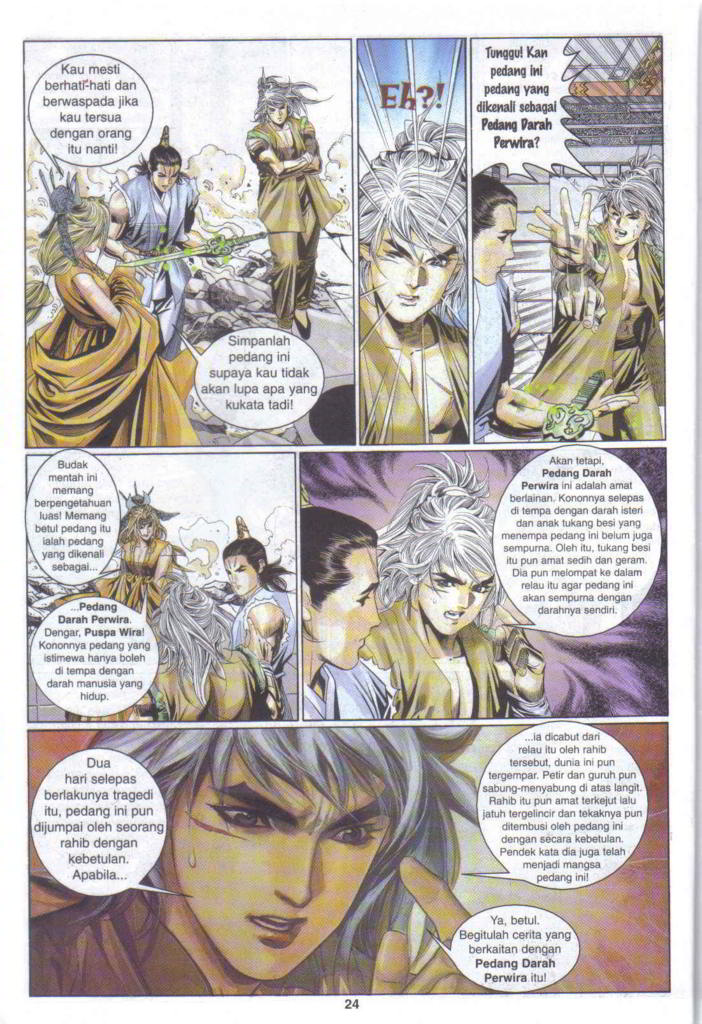 Kau mesti
berhati-hati dan
berwaspada jika
kau tersua
dengan orang
itu nanti!
Simpanlah
pedang ini
supaya kau tidak
akan lupa apa yang
kukata tadi!
Eh?!
Tunggu! Kan
pedang ini
pedang yang
dikenali sebagai
Pedang Darah
Perwira?
Budak
mentah ini
memang
berpengetahuan
luas! Memang
betul pedang itu
ialah pedang
yang dikenali
sebagai...
...Pedang
Darah Perwira.
Dengar, Puspa Wira!
Kononnya pedang yang
istimewa hanya boleh
di tempa dengan
darah manusia yang
hidup.
Akan tetapi,
Pedang Darah
Perwira ini adalah amat
berlainan. Kononnya selepas
di tempa dengan darah isteri
dan anak tukang besi yang
menempa pedang ini belum juga
sempurna. Oleh itu, tukang besi
itu pun amat sedih dan geram.
Dia pun melompat ke dalam
relau itu agar pedang ini
akan sempurna dengan
darahnya sendiri.
Dua
hari selepas
berlakunya tragedi
itu, pedang ini pun
dijumpai oleh seorang
rahib dengan
kebetulan.
Apabila...
...ia dicabut dari
relau itu oleh rahib
tersebut, dunia ini pun
tergempar. Petir dan guruh pun
sabung-menyabung di atas langit.
Rahib itu pun amat terkejut lalu
jatuh tergelincir dan tekaknya pun
ditembusi oleh pedang ini
dengan secara kebetulan.
Pendek kata dia juga telah
menjadi mangsa
pedang ini!
Ya, betul.
Begitulah cerita yang
berkaitan dengan
Pedang Darah
Perwira itu!
24